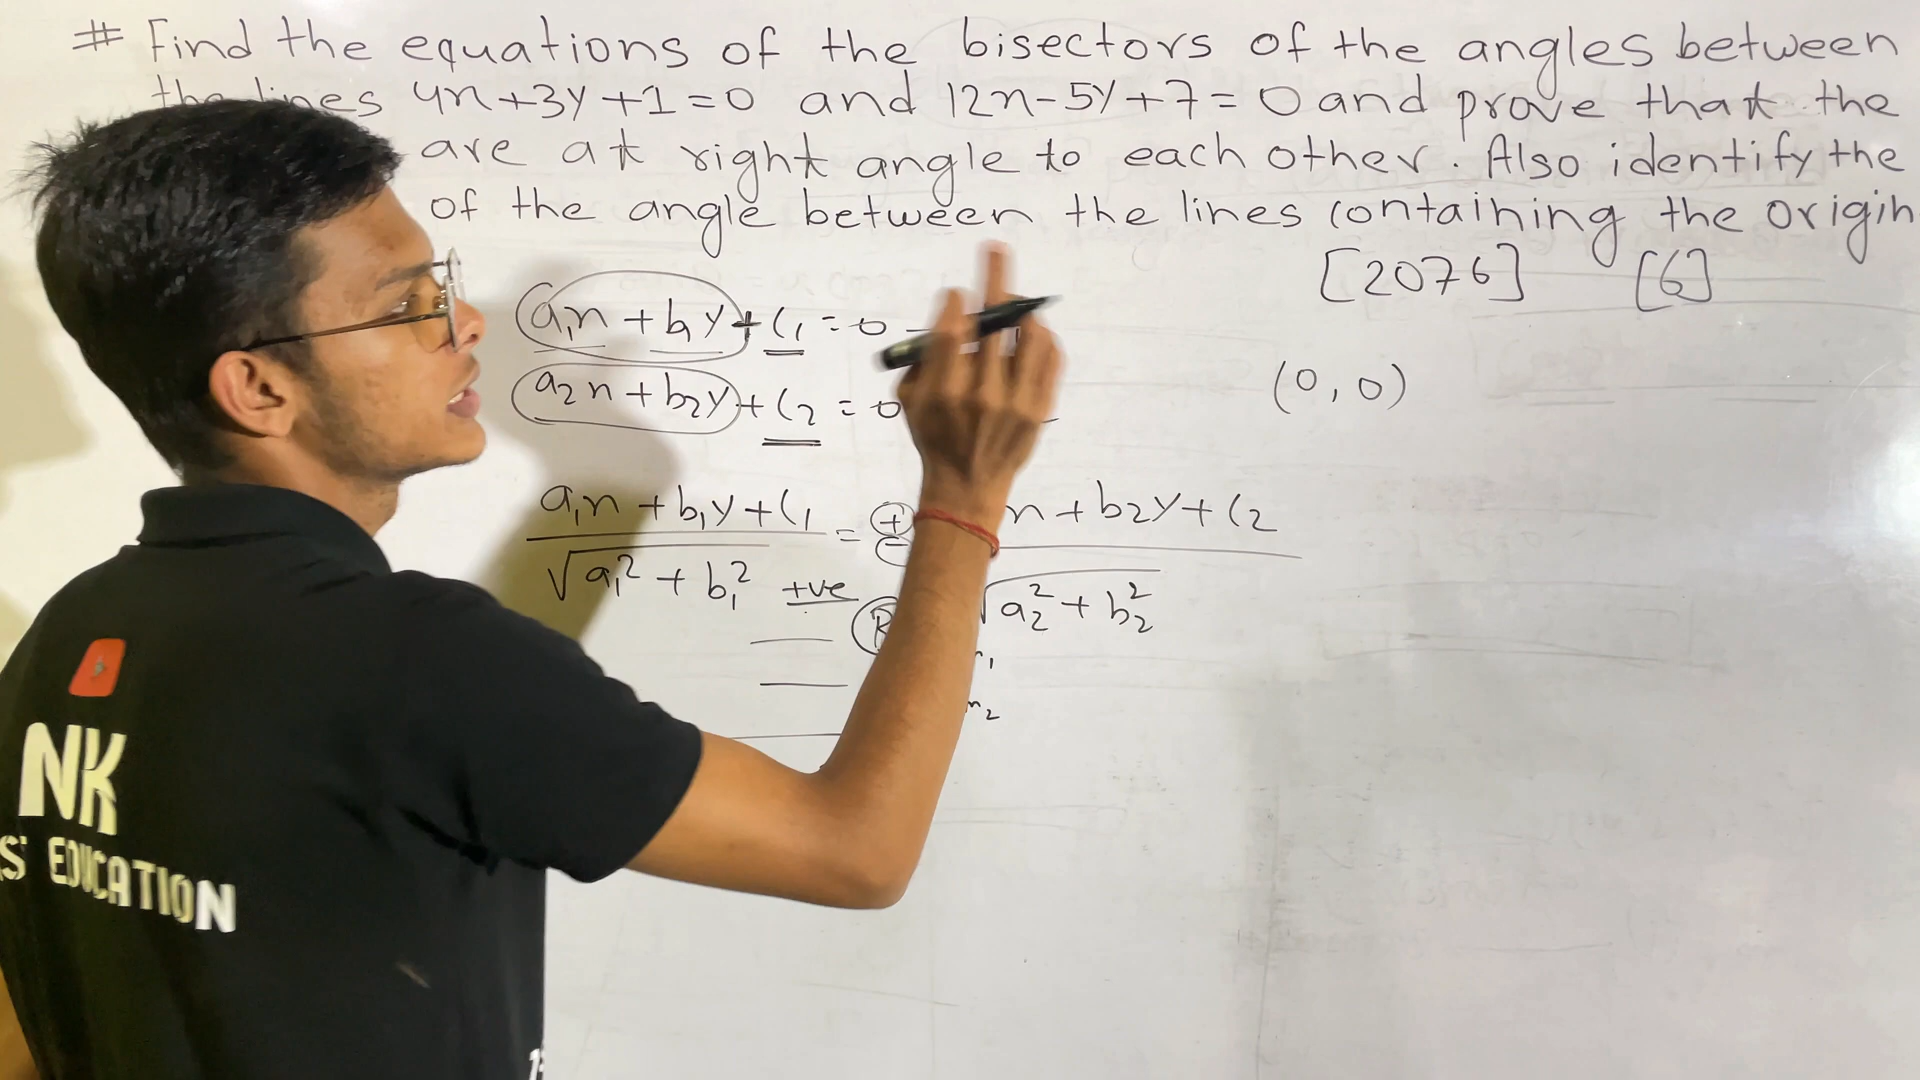 # Find the equations of the bisectors of the angles between
the lines 4x+3y+1=0 and 12x-5y+7=0 and prove that the
are at right angle to each other. Also identify the
of the angle between the lines containing the origin
[2076] [6]
a₁x + b₁y + c₁ = 0
a₂x + b₂y + c₂ = 0
(0,0)
a₁x + b₁y + c₁ = ± x + b₂y + c₂
√a₁² + b₁² +ve √a₂² + b₂²
NK
EDUCATION